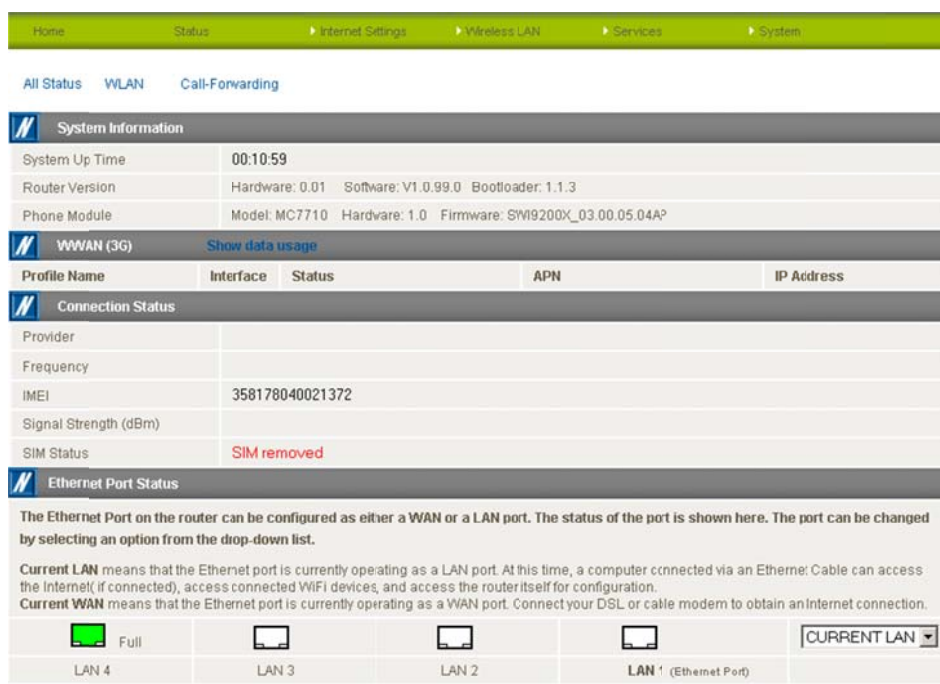 Home Status Internet Settings Wireless LAN Services System
All Status WLAN Call-Forwarding
N System Information
System Up Time 00:10:59
Router Version Hardware: 0.01 Software: V1.0.99.0 Bootloader: 1.1.3
Phone Module Model: MC7710 Hardware: 1.0 Firmware: SWI9200X_03.00.05.04AP
N WWAN (3G) Show data usage
Profile Name Interface Status APN IP Address
N Connection Status
Provider
Frequency
IMEI 358178040021372
Signal Strength (dBm)
SIM Status SIM removed
N Ethernet Port Status
The Ethernet Port on the router can be configured as either a WAN or a LAN port. The status of the port is shown here. The port can be changed
by selecting an option from the drop-down list.
Current LAN means that the Ethernet port is currently operating as a LAN port. At this time, a computer connected via an Ethernet Cable can access
the Internet( if connected), access connected WiFi devices, and access the router itself for configuration.
Current WAN means that the Ethernet port is currently operating as a WAN port. Connect your DSL or cable modem to obtain an Internet connection.
Full CURRENT LAN
LAN 4 LAN 3 LAN 2 LAN 1 (Ethernet Port)